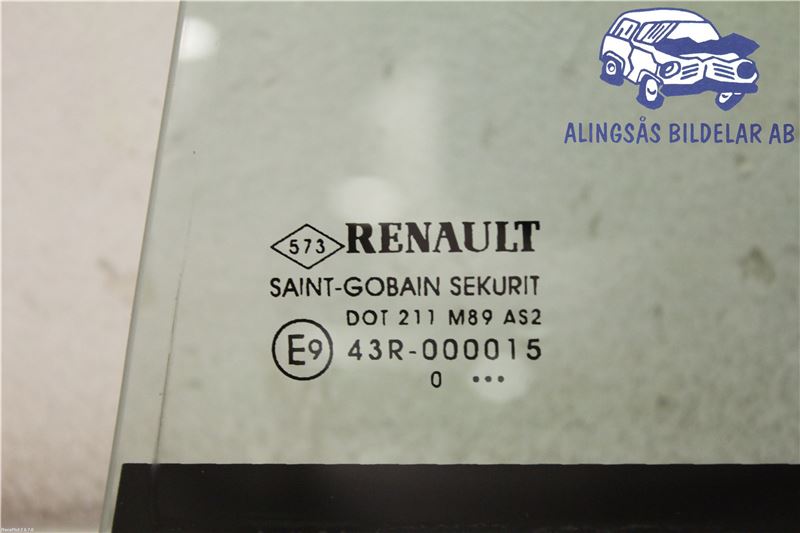 ALINGSÅS BILDELAR AB
573 RENAULT
SAINT-GOBAIN SEKURIT
DOT 211 M89 AS2
E9 43R-000015
0 •••